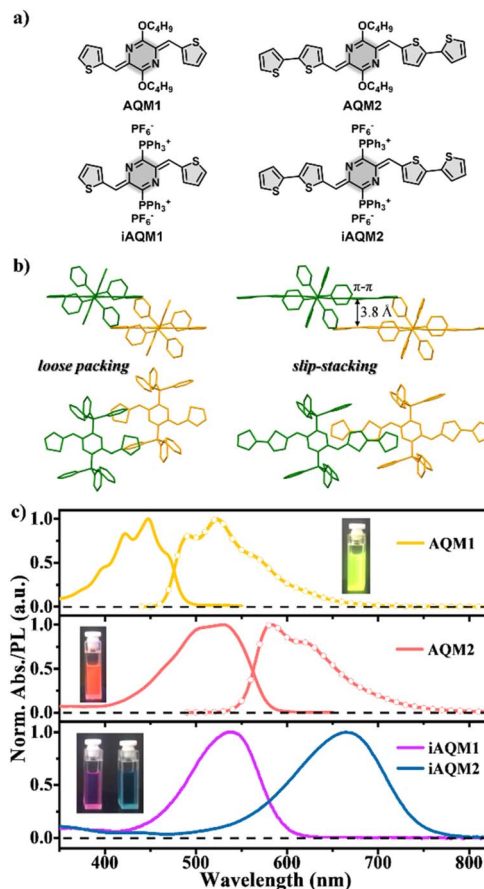 a)
OC₄H₉ OC₄H₉
S N N S S S N N S S
OC₄H₉ OC₄H₉
AQM1 AQM2
PF₆⁻ PF₆⁻
PPh₃⁺ PPh₃⁺
S N N S S S N N S S
PPh₃⁺ PPh₃⁺
PF₆⁻ PF₆⁻
iAQM1 iAQM2
b)
π-π
3.8 Å
loose packing slip-stacking
c)
Norm. Abs./PL (a.u.)
1.0
0.5
0.0
AQM1
1.0
0.5
0.0
AQM2
1.0
0.5
0.0
iAQM1
iAQM2
400 500 600 700 800
Wavelength (nm)